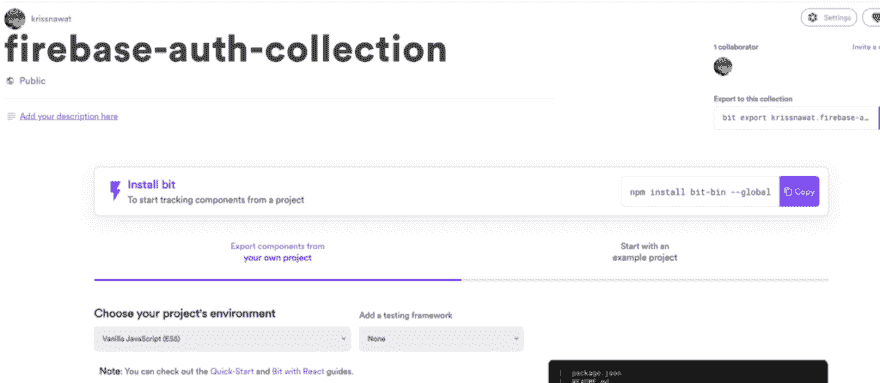 krissnawat
Settings
firebase-auth-collection
1 collaborator
Invite a
Public
Export to this collection
bit export krissnawat.firebase-a...
Add your description here
Install bit
To start tracking components from a project
npm install bit-bin --global
Copy
Export components from
your own project
Start with an
example project
Choose your project's environment
Add a testing framework
Vanilla JavaScript (ES5)
None
Note: You can check out the Quick-Start and Bit with React guides.
package.json
README.md